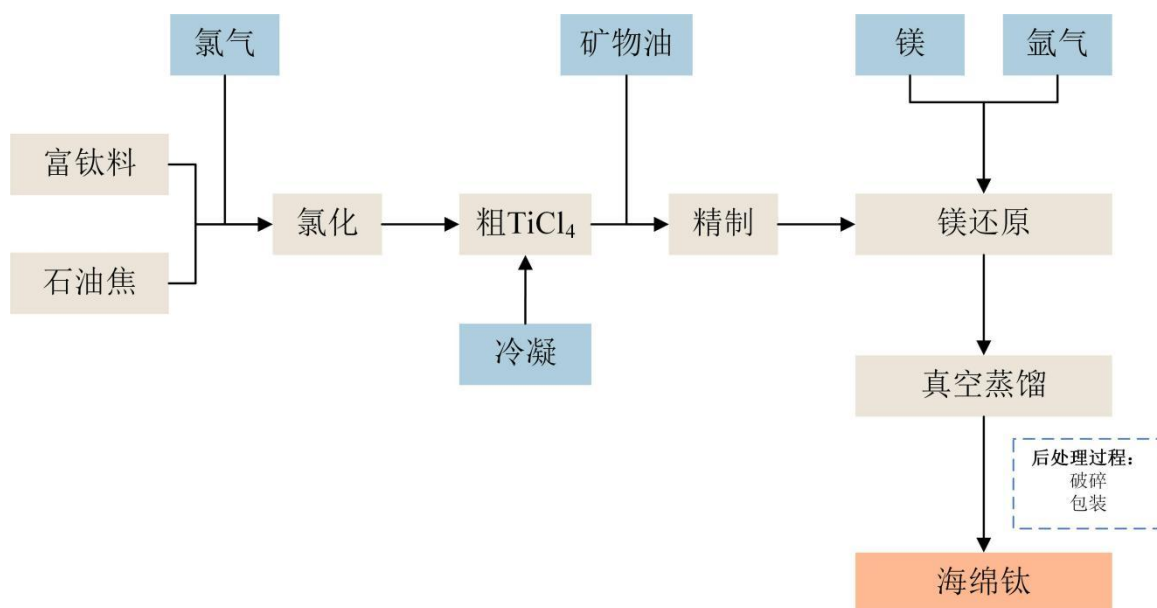 氯气
矿物油
镁
氩气
富钛料
氯化
粗TiCl₄
精制
镁还原
石油焦
冷凝
真空蒸馏
后处理过程：
破碎
包装
海绵钛